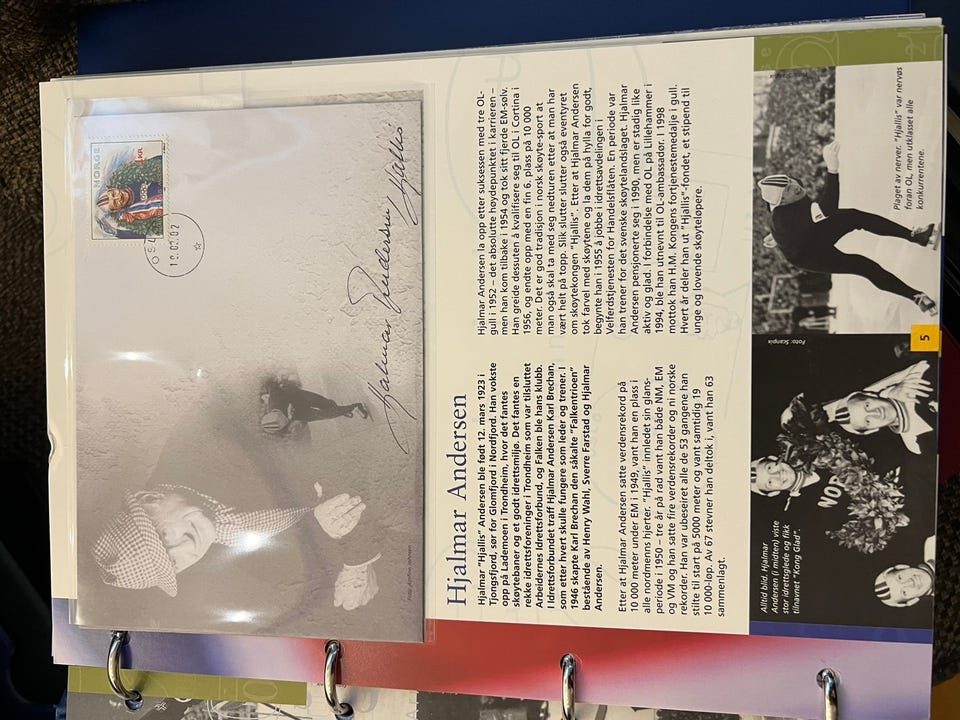 NORGE
OSL
Hjalmar Andersen Hjallis
Hjalmar Andersen
Hjalmar "Hjallis" Andersen ble født 12. mars 1923 i
Tjongsfjord, sør for Glomfjord i Nordfjord. Han vokste
opp på Lademoen i Trondheim, hvor det fantes
skøytebaner og et godt idrettsmiljø. Det fantes en
rekke idrettsforeninger i Trondheim som var tilsluttet
Arbeidernes Idrettsforbund, og Falken ble hans klubb.
I Idrettsforbundet traff Hjalmar Andersen Karl Brechan,
som etter hvert skulle fungere som leder og trener. I
1946 skapte Karl Brechan den såkalte "Falkentrioen"
bestående av Henry Wahl, Sverre Farstad og Hjalmar
Andersen.
Etter at Hjalmar Andersen satte verdensrekord på
10 000 meter under EM i 1949, vant han en plass i
alle nordmenns hjerter. "Hjallis" innledet sin glans-
periode i 1950 – tre år på rad vant han både NM, EM
og VM og han satte fire verdensrekorder og ni norske
rekorder. Han var ubeseiret alle de 53 gangene han
stilte til start på 5000 meter og vant samtidig 19
10 000-løp. Av 67 stevner han deltok i, vant han 63
sammenlagt.
Hjalmar Andersen la opp etter suksessen med tre OL-
gull i 1952 – det absolutte høydepunktet i karrieren –
men han kom tilbake i 1954 og tok sitt fjerde EM-sølv.
Han greide dessuten å kvalifisere seg til OL i Cortina i
1956, og endte opp med en fin 6. plass på 10 000
meter. Det er god tradisjon i norsk skøyte-sport at
man også skal ta med seg nedturen etter at man har
vært helt på topp. Slik slutter slutter også eventyret
om skøytekongen "Hjallis". Etter at Hjalmar Andersen
tok farvel med skøytene og la dem på hylla for godt,
begynte han i 1955 å jobbe i idrettsavdelingen i
Velferdstjenesten for Handelsflåten. En periode var
han trener for det svenske skøytelandslaget. Hjalmar
Andersen pensjonerte seg i 1990, men er stadig like
aktiv og glad. I forbindelse med OL på Lillehammer i
1994, ble han utnevnt til OL-ambassadør. I 1998
mottok han H.M. Kongens fortjenestemedalje i gull.
Hvert år deler han ut "Hjallis"-fondet, et stipend til
unge og lovende skøyteløpere.
Alltid blid. Hjalmar
Andersen (i midten) viste
stor idrettsglede og fikk
tilnavnet "Kong Glad".
NOR
Foto: Scanpix
Plaget av nerver. "Hjallis" var nervøs
foran OL, men utklasset alle
konkurrentene.
5